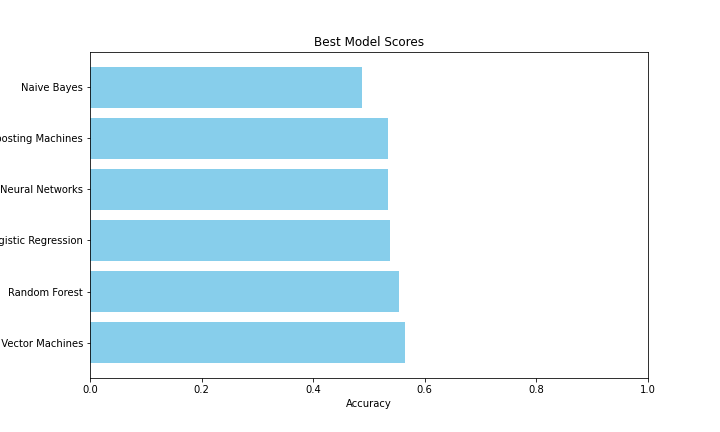 Best Model Scores
Naive Bayes
osting Machines
Neural Networks
gistic Regression
Random Forest
Vector Machines
0.0 0.2 0.4 0.6 0.8 1.0
Accuracy